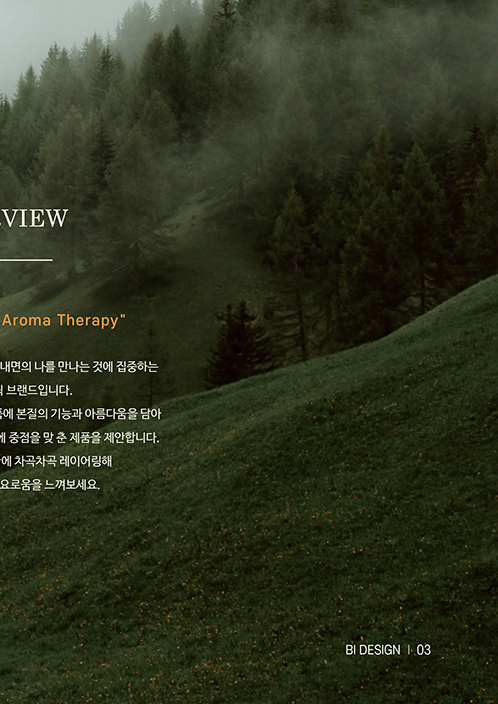 VIEW
Aroma Therapy"
내면의 나를 만나는 것에 집중하는
브랜드입니다.
에 본질의 기능과 아름다움을 담아
에 중점을 맞 춘 제품을 제안합니다.
에 차곡차곡 레이어링해
요로움을 느껴보세요.
BI DESIGN | 03